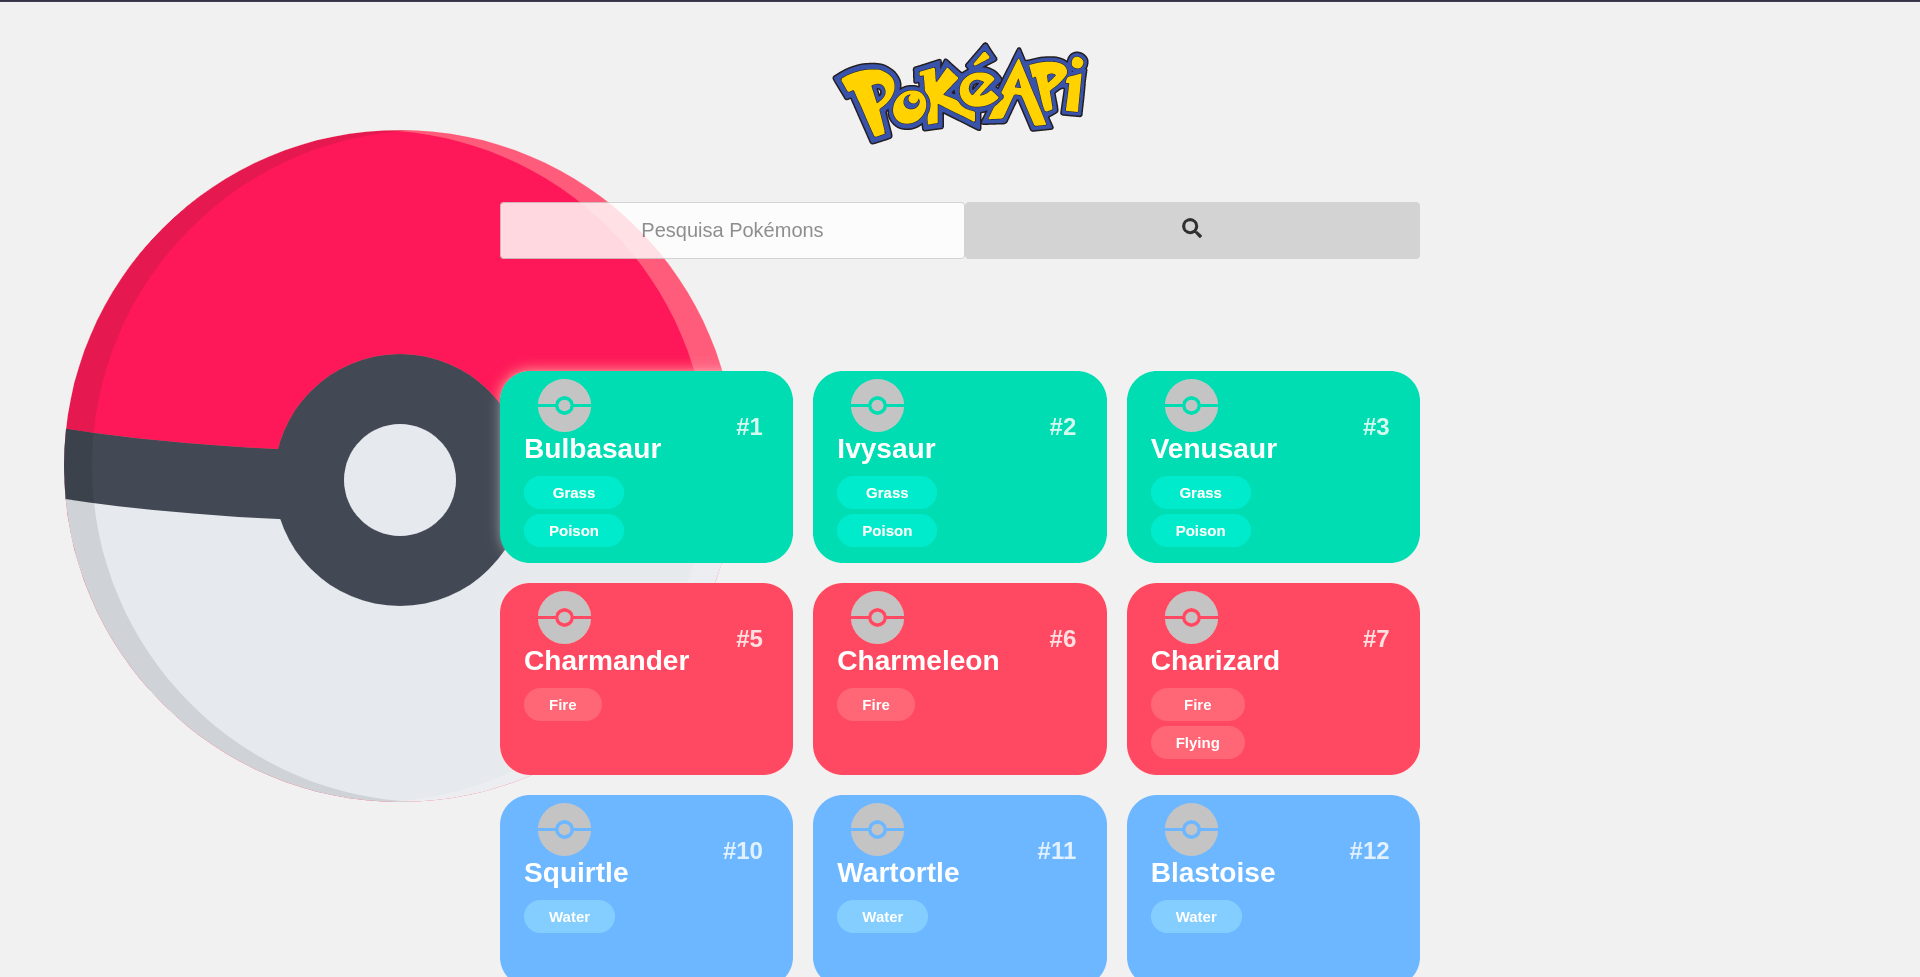 PokéApi
Pesquisa Pokémons
#1
Bulbasaur
Grass
Poison
#2
Ivysaur
Grass
Poison
#3
Venusaur
Grass
Poison
#5
Charmander
Fire
#6
Charmeleon
Fire
#7
Charizard
Fire
Flying
#10
Squirtle
Water
#11
Wartortle
Water
#12
Blastoise
Water